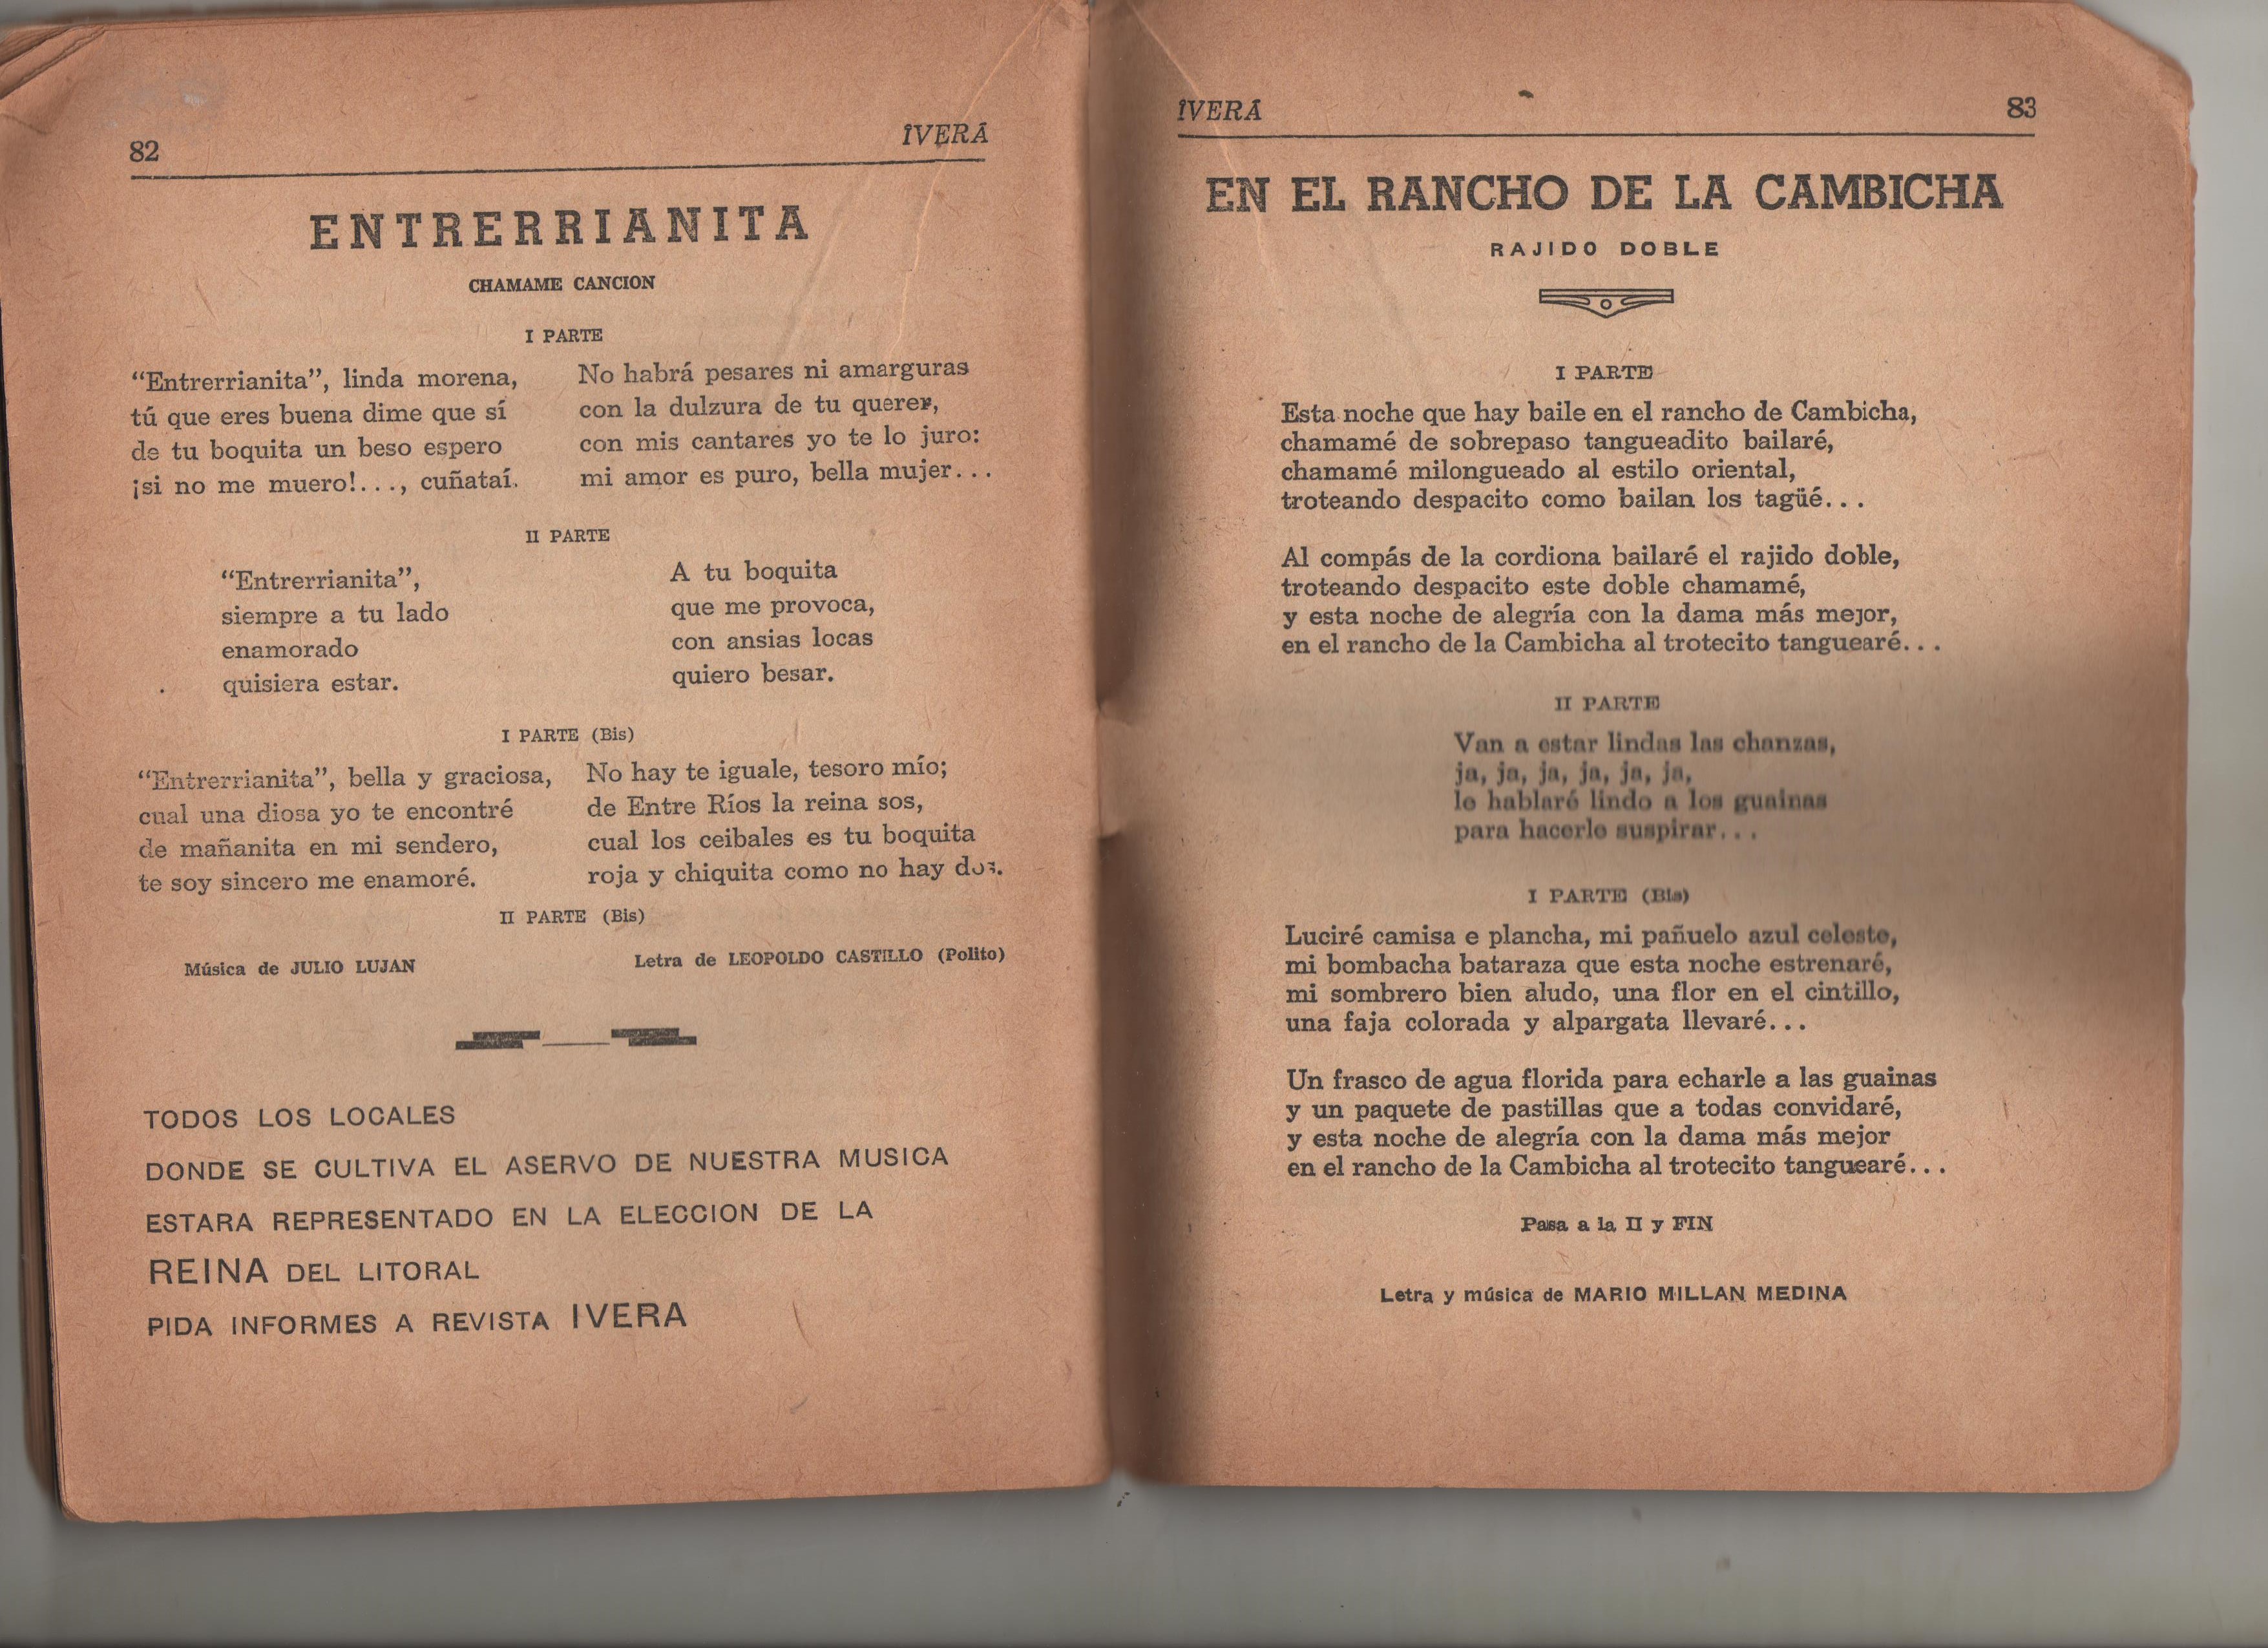 82
ÎVERÁ
ENTRERRIANITA
CHAMAME CANCION
I PARTE
“Entrerrianita”, linda morena,
tú que eres buena dime que sí
de tu boquita un beso espero
¡si no me muero!..., cuñataí.
No habrá pesares ni amarguras
con la dulzura de tu querer,
con mis cantares yo te lo juro:
mi amor es puro, bella mujer...
II PARTE
“Entrerrianita”,
siempre a tu lado
enamorado
quisiera estar.
A tu boquita
que me provoca,
con ansias locas
quiero besar.
I PARTE (Bis)
“Entrerrianita”, bella y graciosa,
cual una diosa yo te encontré
de mañanita en mi sendero,
te soy sincero me enamoré.
No hay te iguale, tesoro mío;
de Entre Ríos la reina sos,
cual los ceibales es tu boquita
roja y chiquita como no hay dos.
II PARTE (Bis)
Música de JULIO LUJAN
Letra de LEOPOLDO CASTILLO (Polito)
TODOS LOS LOCALES
DONDE SE CULTIVA EL ASERVO DE NUESTRA MUSICA
ESTARA REPRESENTADO EN LA ELECCION DE LA
REINA DEL LITORAL
PIDA INFORMES A REVISTA IVERA
ÎVERÁ
83
EN EL RANCHO DE LA CAMBICHA
RAJIDO DOBLE
I PARTE
Esta noche que hay baile en el rancho de Cambicha,
chamamé de sobrepaso tangueadito bailaré,
chamamé milongueado al estilo oriental,
troteando despacito como bailan los tagüé...
Al compás de la cordiona bailaré el rajido doble,
troteando despacito este doble chamamé,
y esta noche de alegría con la dama más mejor,
en el rancho de la Cambicha al trotecito tanguearé...
II PARTE
Van a estar lindas las chanzas,
ja, ja, ja, ja, ja, ja,
le hablaré lindo a los guainas
para hacerle suspirar...
I PARTE (Bis)
Luciré camisa e plancha, mi pañuelo azul celeste,
mi bombacha bataraza que esta noche estrenaré,
mi sombrero bien aludo, una flor en el cintillo,
una faja colorada y alpargata llevaré...
Un frasco de agua florida para echarle a las guainas
y un paquete de pastillas que a todas convidaré,
y esta noche de alegría con la dama más mejor
en el rancho de la Cambicha al trotecito tanguearé...
Pasa a la II y FIN
Letra y música de MARIO MILLAN MEDINA